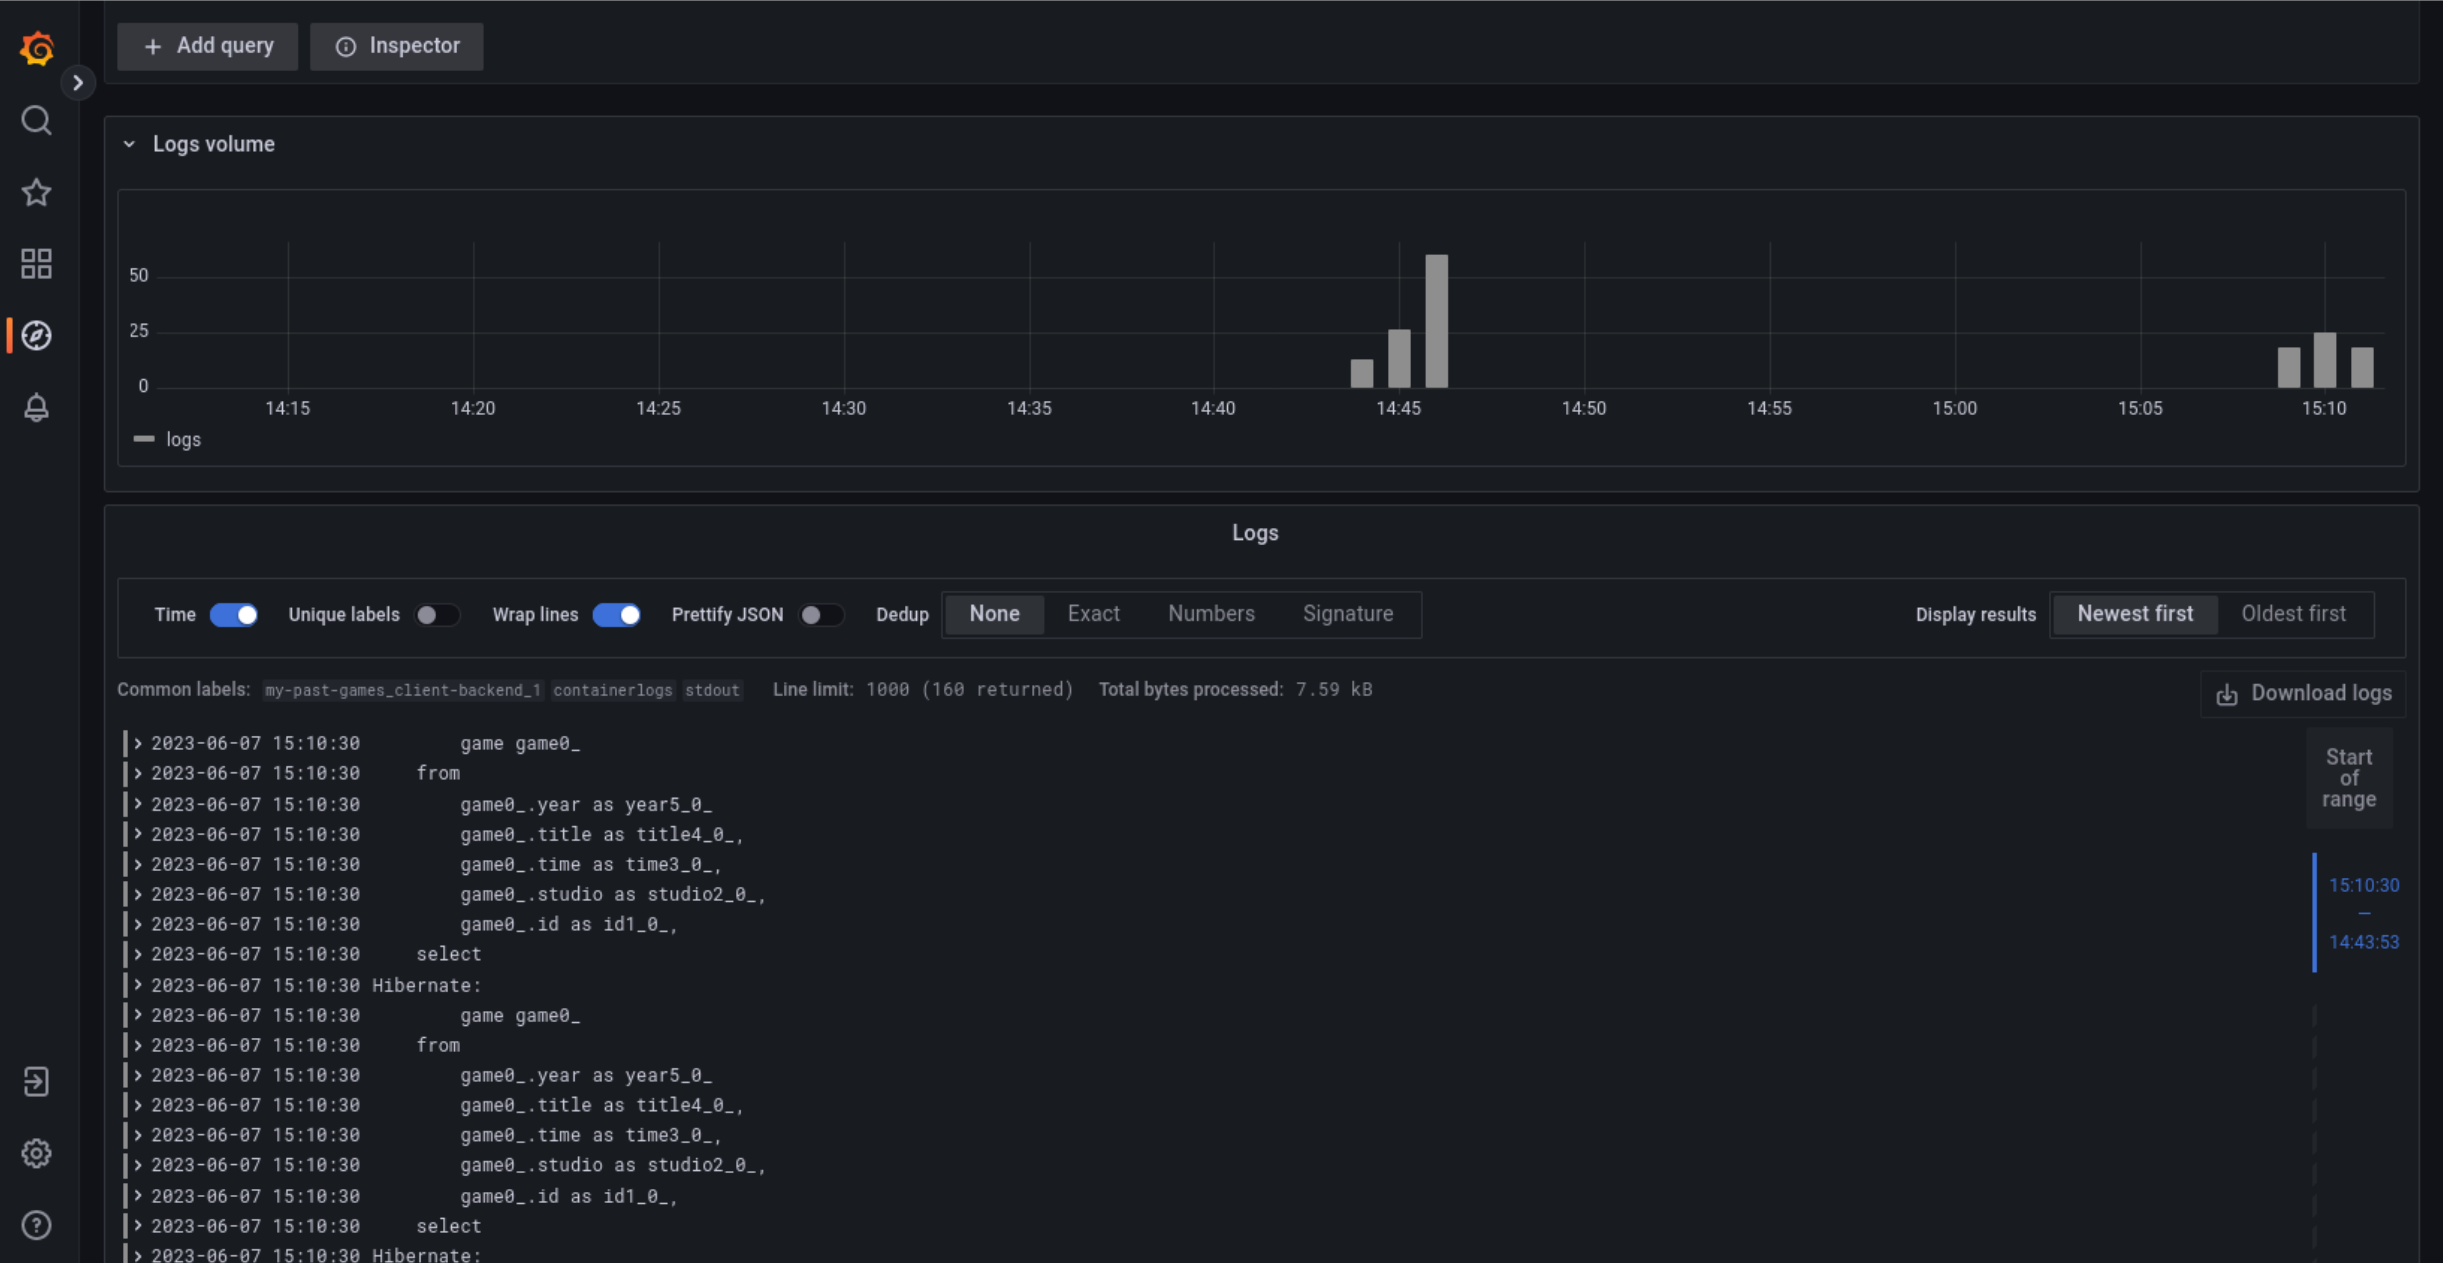 + Add query Inspector
Logs volume
50
25
0
14:15 14:20 14:25 14:30 14:35 14:40 14:45 14:50 14:55 15:00 15:05 15:10
logs
Logs
Time Unique labels Wrap lines Prettify JSON Dedup None Exact Numbers Signature Display results Newest first Oldest first
Common labels: my-past-games_client-backend_1 containerlogs stdout Line limit: 1000 (160 returned) Total bytes processed: 7.59 kB Download logs
2023-06-07 15:10:30 game game0_
2023-06-07 15:10:30 from
2023-06-07 15:10:30 game0_.year as year5_0_
2023-06-07 15:10:30 game0_.title as title4_0_,
2023-06-07 15:10:30 game0_.time as time3_0_,
2023-06-07 15:10:30 game0_.studio as studio2_0_,
2023-06-07 15:10:30 game0_.id as id1_0_,
2023-06-07 15:10:30 select
2023-06-07 15:10:30 Hibernate:
2023-06-07 15:10:30 game game0_
2023-06-07 15:10:30 from
2023-06-07 15:10:30 game0_.year as year5_0_
2023-06-07 15:10:30 game0_.title as title4_0_,
2023-06-07 15:10:30 game0_.time as time3_0_,
2023-06-07 15:10:30 game0_.studio as studio2_0_,
2023-06-07 15:10:30 game0_.id as id1_0_,
2023-06-07 15:10:30 select
2023-06-07 15:10:30 Hibernate:
Start
of
range
15:10:30
—
14:43:53